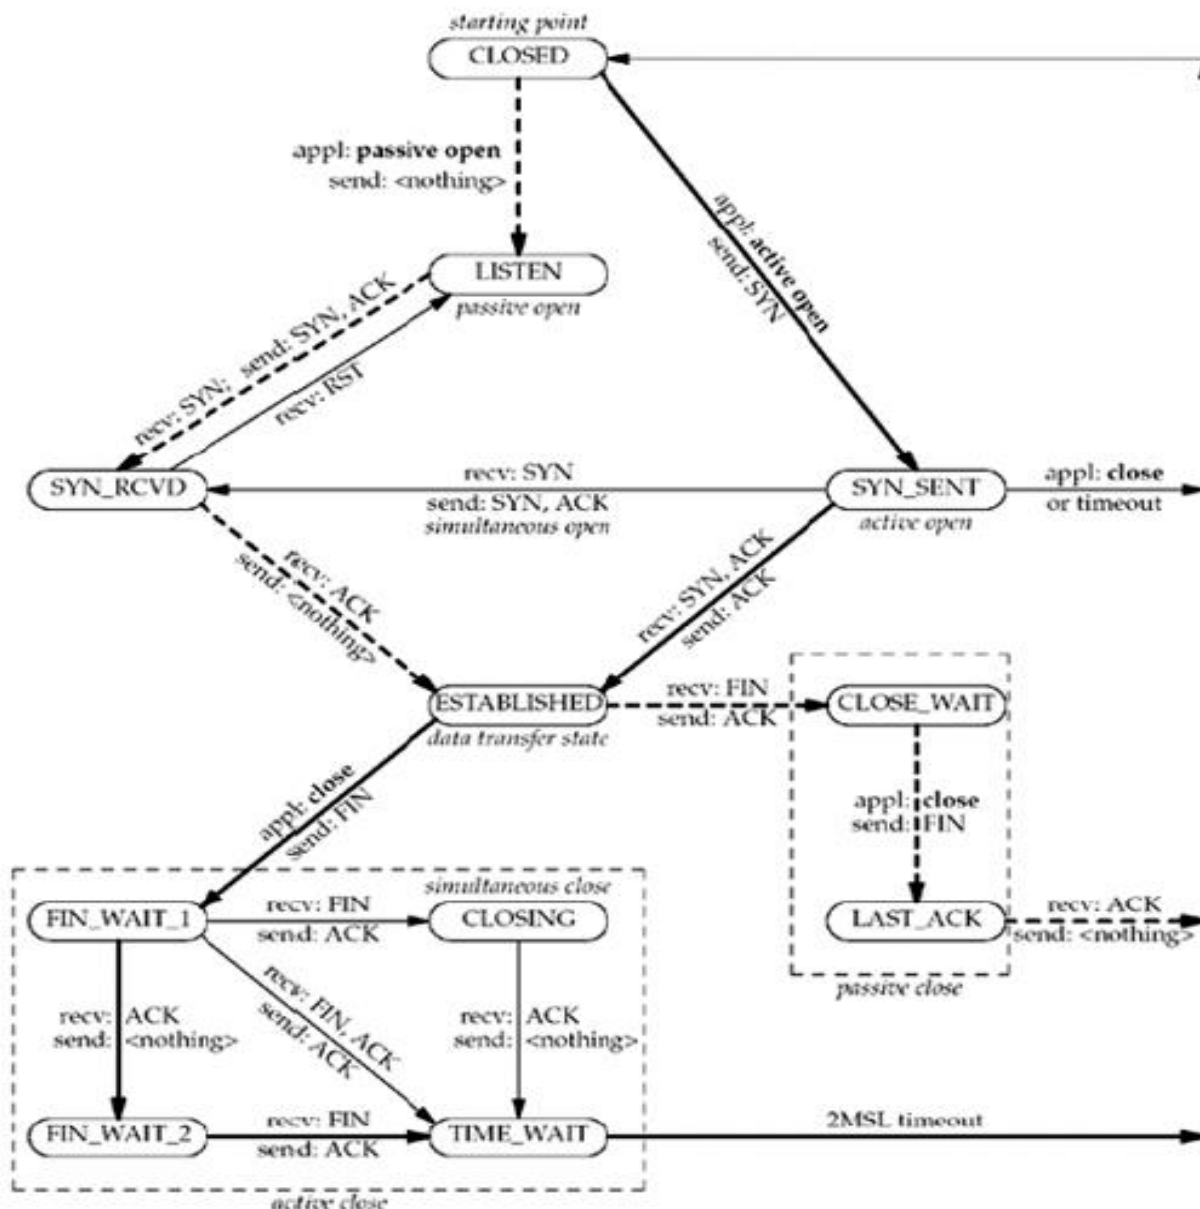 starting point
CLOSED
appl: passive open
send: <nothing>
appl: active open
send: SYN
LISTEN
passive open
recv: SYN; send: SYN, ACK
recv: RST
SYN_RCVD
recv: SYN
send: SYN, ACK
simultaneous open
SYN_SENT
active open
appl: close
or timeout
recv: ACK
send: <nothing>
recv: SYN, ACK
send: ACK
ESTABLISHED
data transfer state
recv: FIN
send: ACK
CLOSE_WAIT
appl: close
send: FIN
appl: close
send: FIN
LAST_ACK
recv: ACK
send: <nothing>
passive close
simultaneous close
FIN_WAIT_1
recv: FIN
send: ACK
CLOSING
recv: ACK
send: <nothing>
recv: FIN, ACK
send: ACK
recv: ACK
send: <nothing>
FIN_WAIT_2
recv: FIN
send: ACK
TIME_WAIT
2MSL timeout
active close